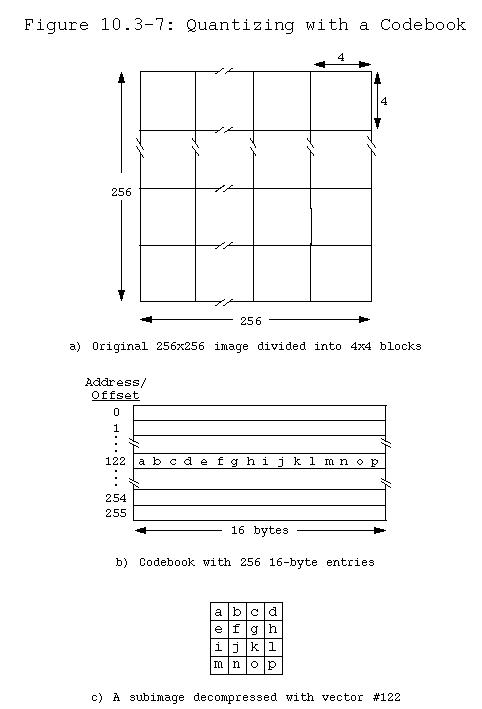 Figure 10.3-7: Quantizing with a Codebook
4
4
256
256
a) Original 256x256 image divided into 4x4 blocks
Address/
Offset
0
1
122 a b c d e f g h i j k l m n o p
254
255
16 bytes
b) Codebook with 256 16-byte entries
a b c d
e f g h
i j k l
m n o p
c) A subimage decompressed with vector #122